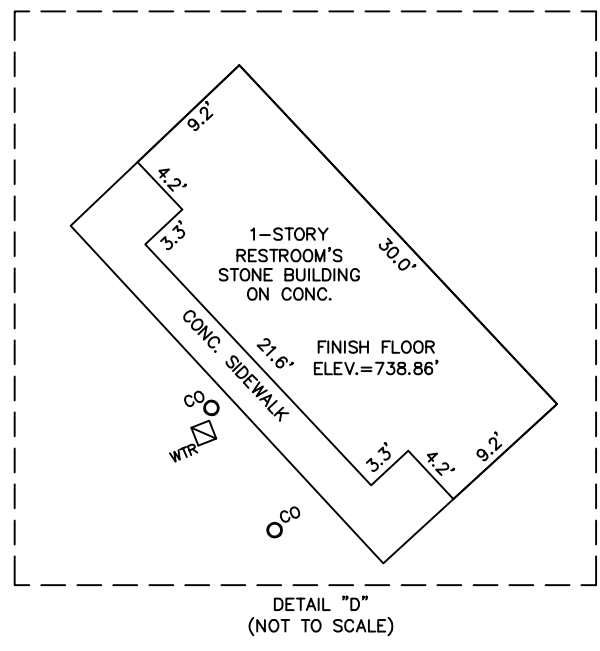 9.2'
4.2'
3.3'
1-STORY
RESTROOM'S
STONE BUILDING
ON CONC.
30.0'
21.6'
FINISH FLOOR
ELEV.=738.86'
CONC. SIDEWALK
CO
WTR
3.3'
4.2'
9.2'
CO
DETAIL "D"
(NOT TO SCALE)